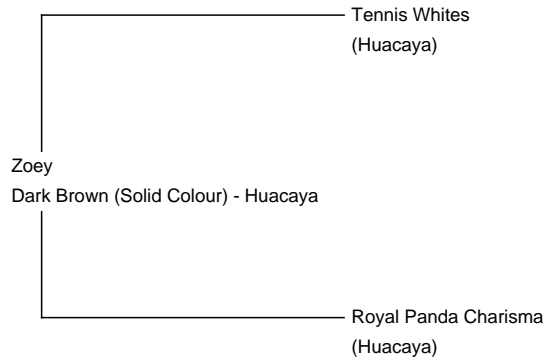 Tennis Whites
(Huacaya)
Zoey
Dark Brown (Solid Colour) - Huacaya
Royal Panda Charisma
(Huacaya)